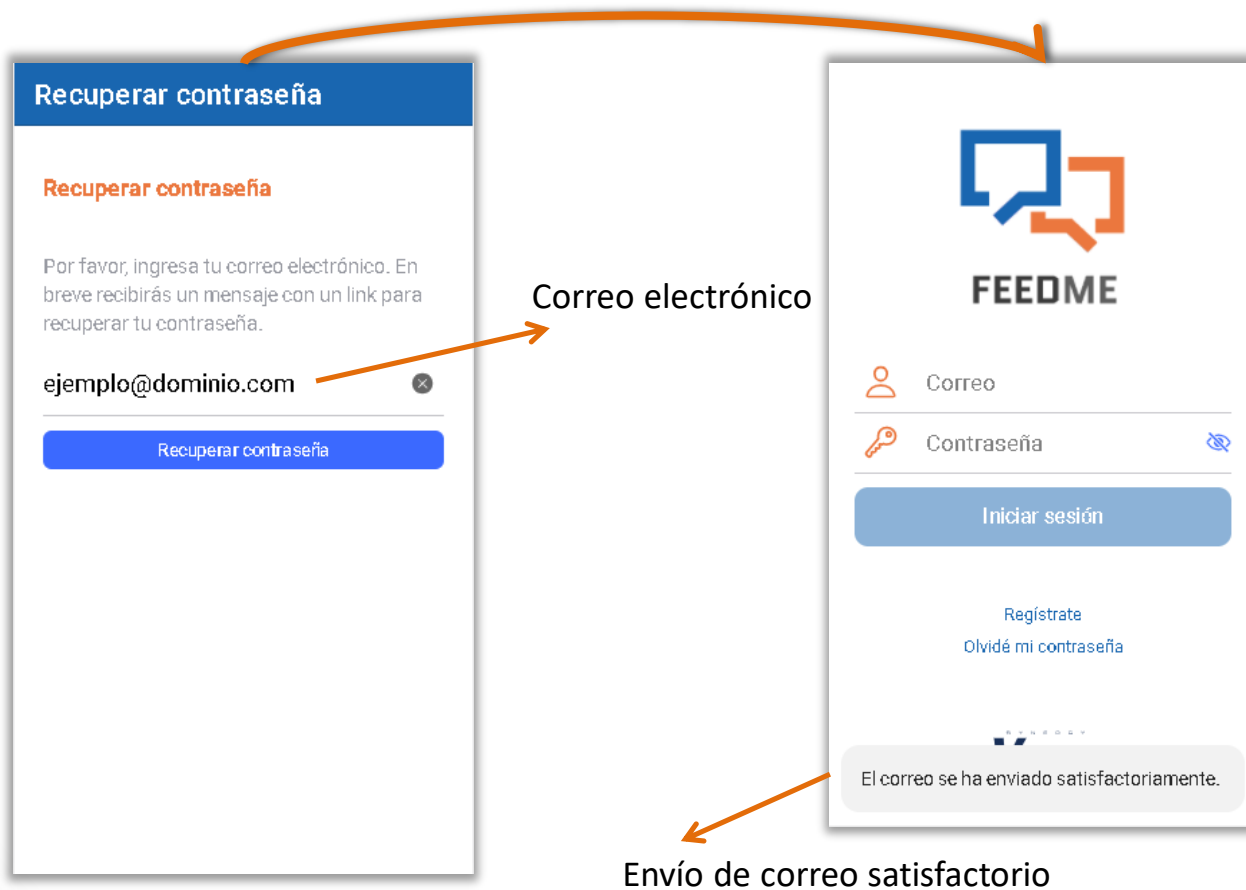 Recuperar contraseña
Recuperar contraseña
Por favor, ingresa tu correo electrónico. En
breve recibirás un mensaje con un link para
recuperar tu contraseña.
ejemplo@dominio.com
Recuperar contraseña
Correo electrónico
FEEDME
Correo
Contraseña
Iniciar sesión
Regístrate
Olvidé mi contraseña
El correo se ha enviado satisfactoriamente.
Envío de correo satisfactorio